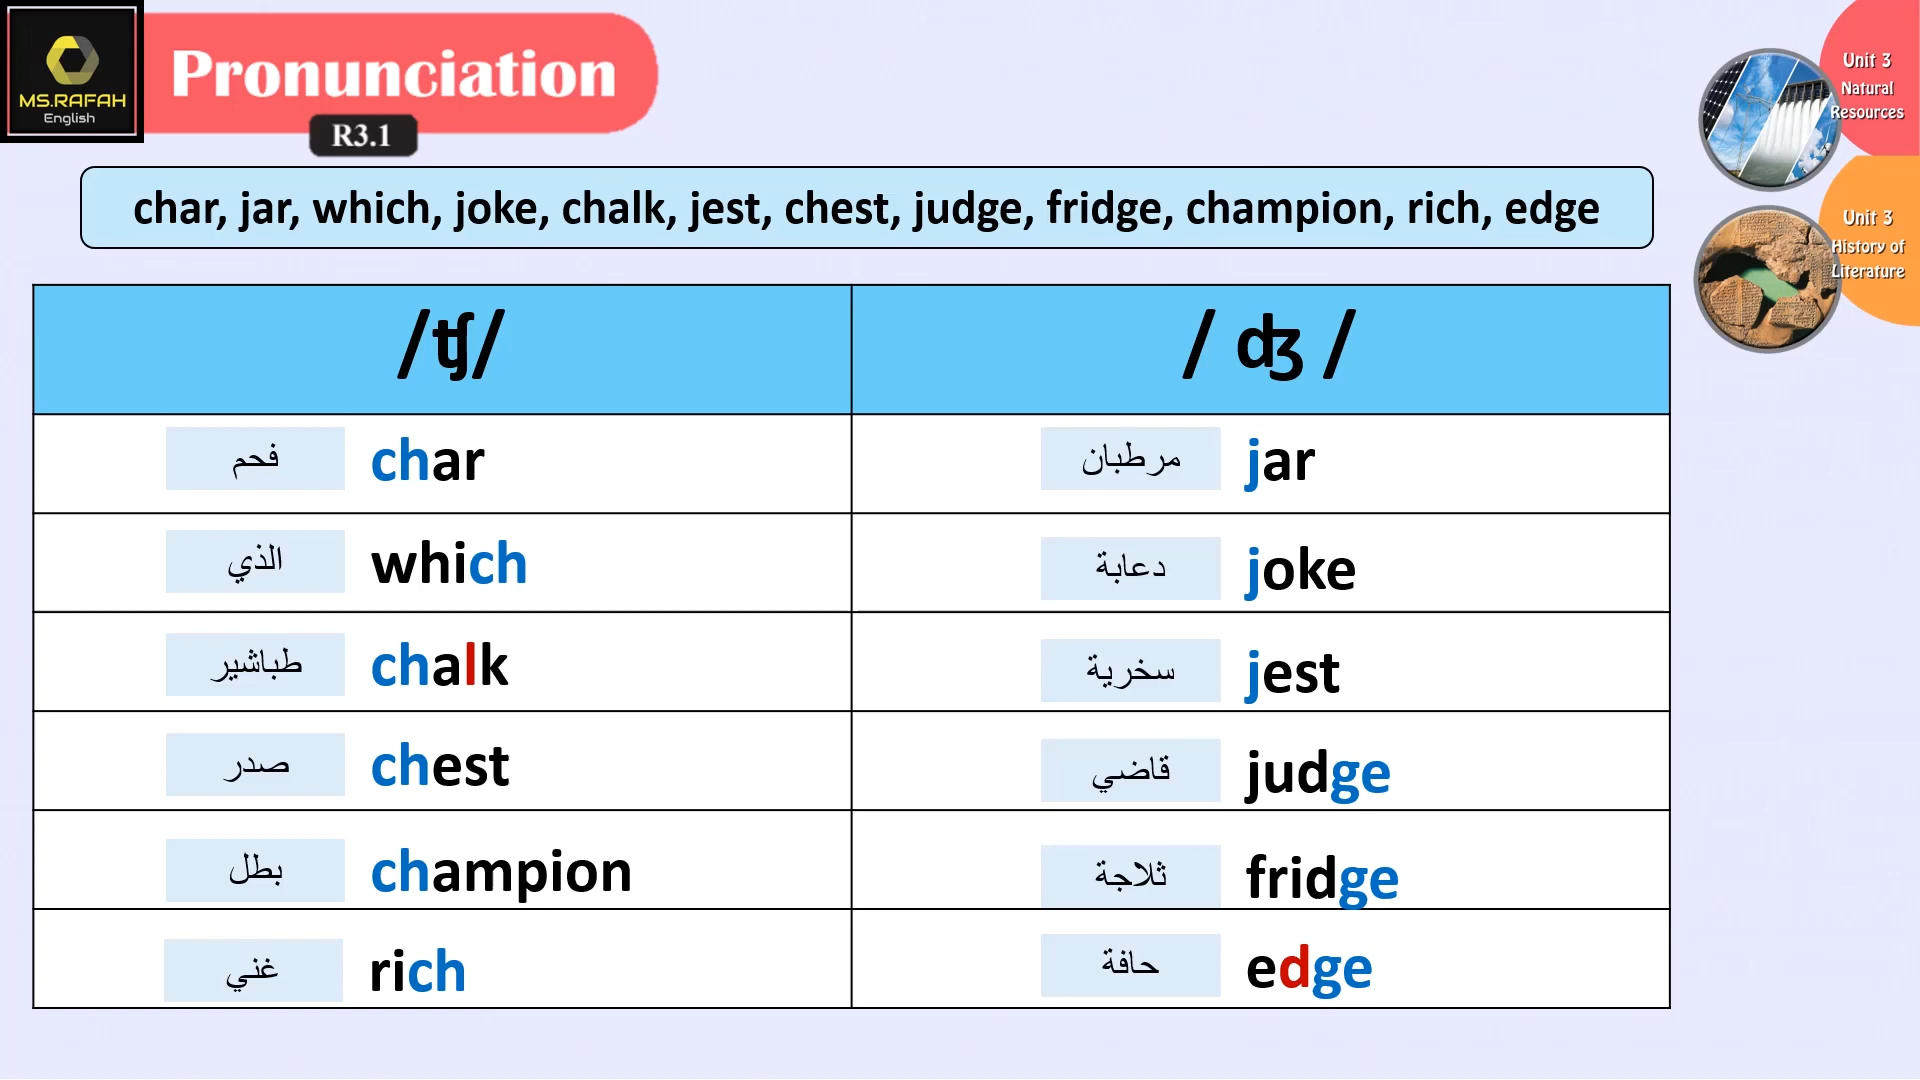 MS.RAFAH
English
Pronunciation
R3.1
Unit 3
Natural
Resources
Unit 3
History of
Literature
char, jar, which, joke, chalk, jest, chest, judge, fridge, champion, rich, edge
/ʧ/ / ʤ /
فحم char مرطبان jar
الذي which دعابة joke
طباشير chalk سخرية jest
صدر chest قاضي judge
بطل champion ثلاجة fridge
غني rich حافة edge